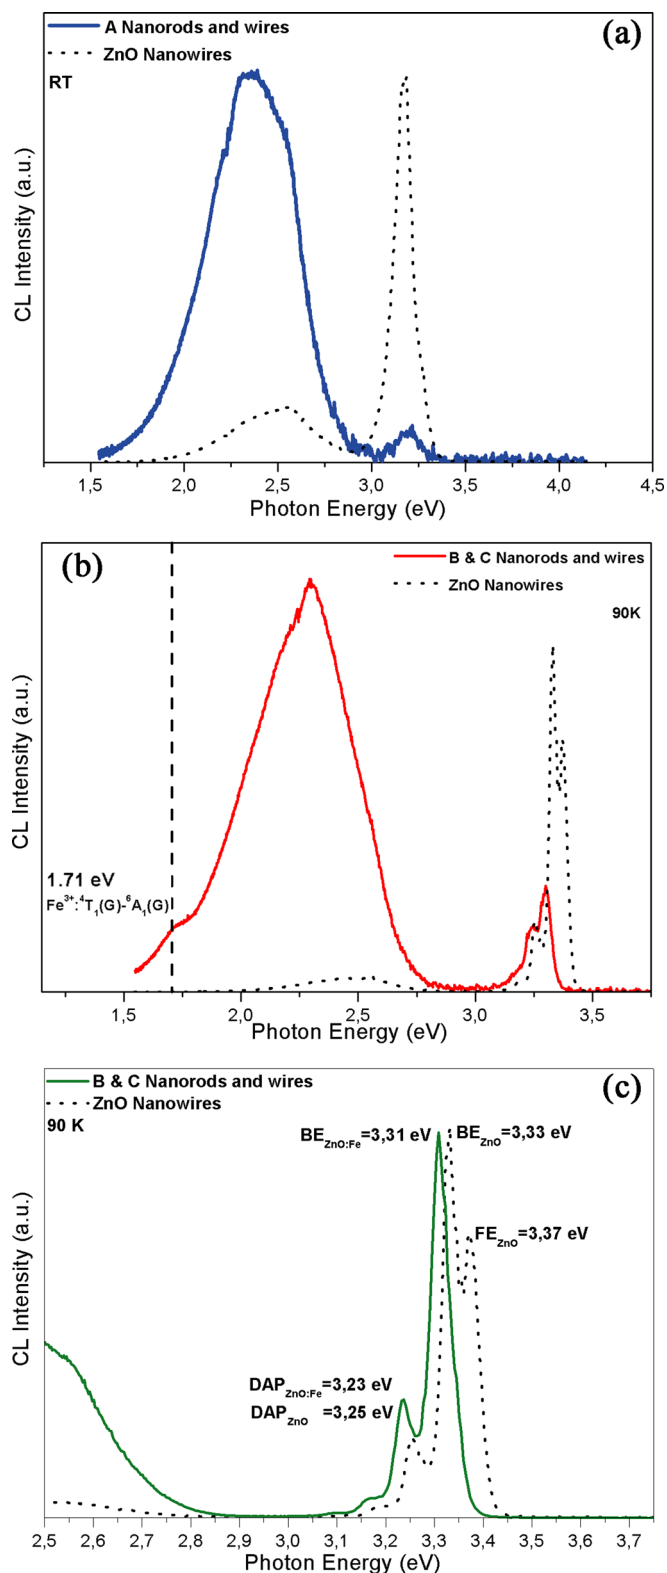 A Nanorods and wires
ZnO Nanowires
(a)
RT
CL Intensity (a.u.)
1,5 2,0 2,5 3,0 3,5 4,0 4,5
Photon Energy (eV)
(b)
B & C Nanorods and wires
ZnO Nanowires
90K
CL Intensity (a.u.)
1.71 eV
Fe³⁺:⁴T₁(G)-⁶A₁(G)
1,5 2,0 2,5 3,0 3,5
Photon Energy (eV)
B & C Nanorods and wires
(c)
ZnO Nanowires
90 K
BE_ZnO:Fe=3,31 eV
BE_ZnO=3,33 eV
FE_ZnO=3,37 eV
CL Intensity (a.u.)
DAP_ZnO:Fe=3,23 eV
DAP_ZnO =3,25 eV
2,5 2,6 2,7 2,8 2,9 3,0 3,1 3,2 3,3 3,4 3,5 3,6 3,7
Photon Energy (eV)